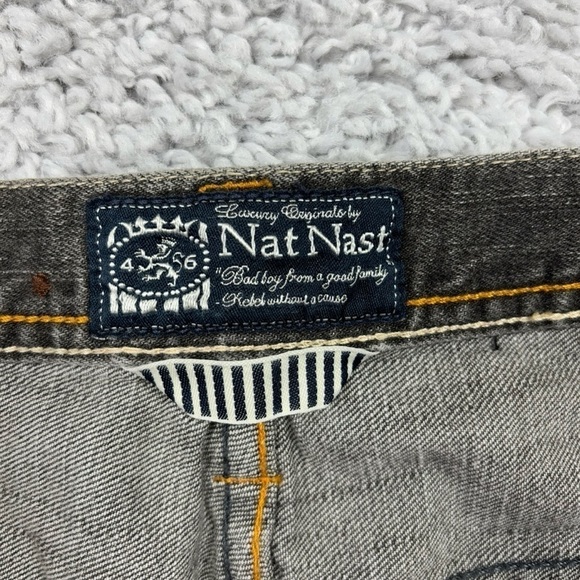 Luxury Originals by
Nat Nast
4 6
"Bad boy from a good family
- Rebel without a cause